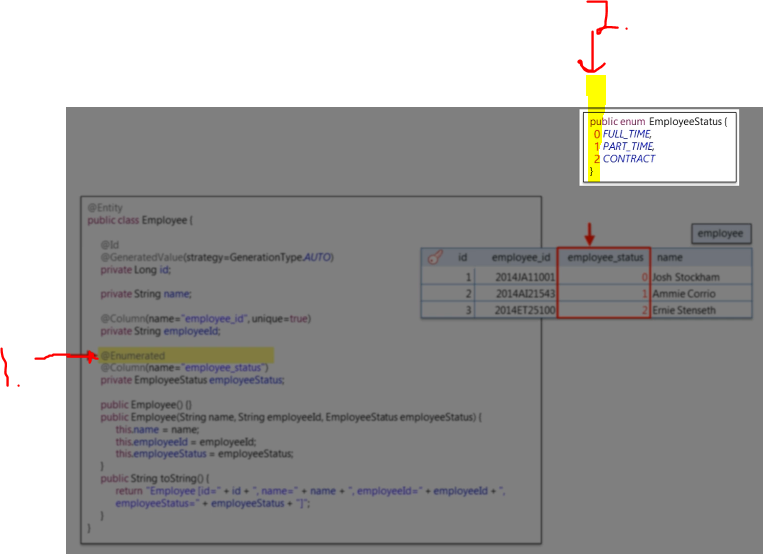 2.
public enum EmployeeStatus {
0 FULL_TIME,
1 PART_TIME,
2 CONTRACT
}
@Entity
public class Employee {
@Id
@GeneratedValue(strategy=GenerationType.AUTO)
private Long id;
private String name;
@Column(name="employee_id", unique=true)
private String employeeId;
1.
@Enumerated
@Column(name="employee_status")
private EmployeeStatus employeeStatus;
public Employee() {}
public Employee(String name, String employeeId, EmployeeStatus employeeStatus) {
this.name = name;
this.employeeId = employeeId;
this.employeeStatus = employeeStatus;
}
public String toString() {
return "Employee [id=" + id + ", name=" + name + ", employeeId=" + employeeId + ",
employeeStatus=" + employeeStatus + "]";
}
}
employee
id employee_id employee_status name
1 2014JA11001 0 Josh Stockham
2 2014AI21543 1 Ammie Corrio
3 2014ET25100 2 Ernie Stenseth